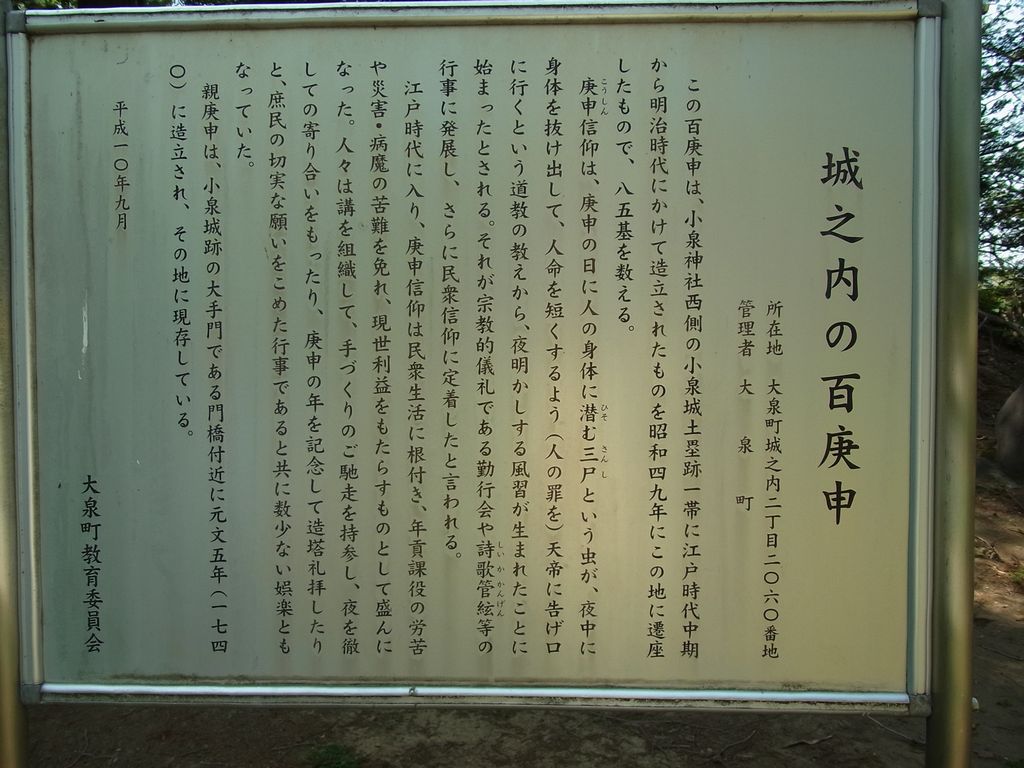 城之内の百庚申
所在地　大泉町城之内二丁目二〇六〇番地
管理者　大　泉　町
この百庚申は、小泉神社西側の小泉城土塁跡一帯に江戸時代中期
から明治時代にかけて造立されたものを昭和四九年にこの地に遷座
したもので、八五基を数える。
庚申信仰は、庚申の日に人の身体に潜む三尸という虫が、夜中に
身体を抜け出して、人命を短くするよう（人の罪を）天帝に告げ口
に行くという道教の教えから、夜明かしする風習が生まれたことに
始まったとされる。それが宗教的儀礼である勤行会や詩歌管絃等の
行事に発展し、さらに民衆信仰に定着したと言われる。
江戸時代に入り、庚申信仰は民衆生活に根付き、年貢課役の労苦
や災害・病魔の苦難を免れ、現世利益をもたらすものとして盛んに
なった。人々は講を組織して、手づくりのご馳走を持参し、夜を徹
しての寄り合いをもったり、庚申の年を記念して造塔礼拝したり
と、庶民の切実な願いをこめた行事であると共に数少ない娯楽とも
なっていた。
親庚申は、小泉城跡の大手門である門橋付近に元文五年（一七四
〇）に造立され、その地に現存している。
平成一〇年九月
大泉町教育委員会